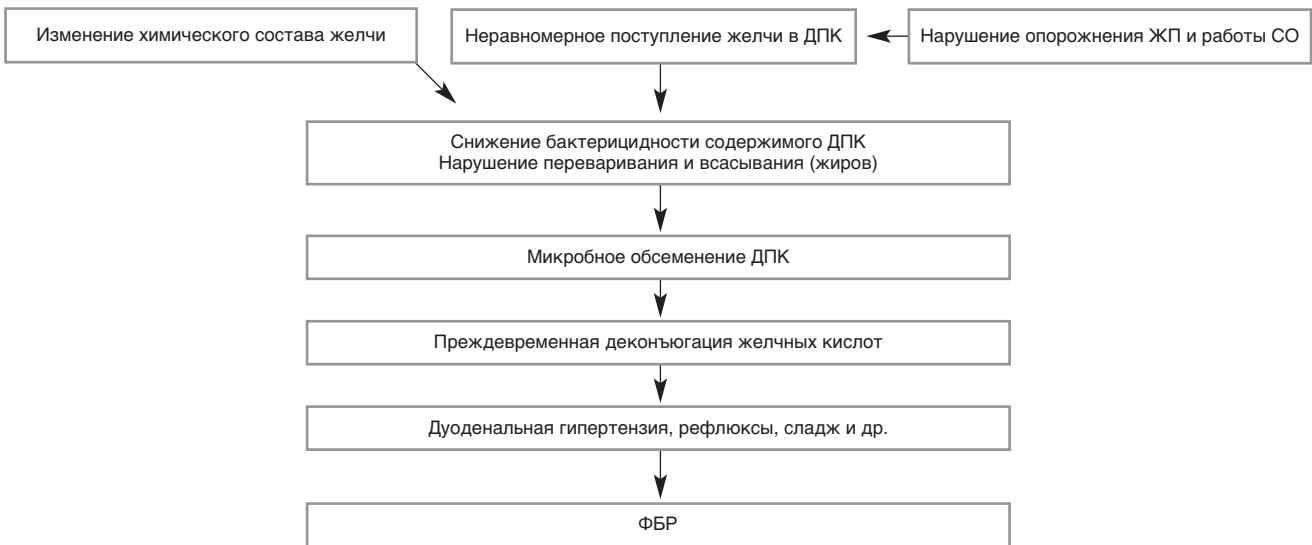 Изменение химического состава желчи
Неравномерное поступление желчи в ДПК
Нарушение опорожнения ЖП и работы СО
Снижение бактерицидности содержимого ДПК
Нарушение переваривания и всасывания (жиров)
Микробное обсеменение ДПК
Преждевременная деконъюгация желчных кислот
Дуоденальная гипертензия, рефлюксы, сладж и др.
ФБР